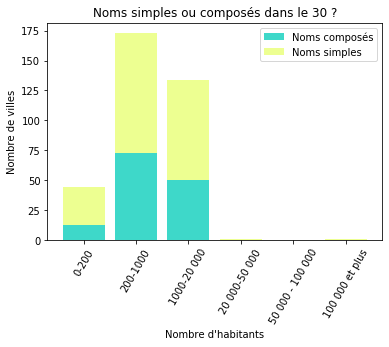 Noms simples ou composés dans le 30 ?
Noms composés
Noms simples
175
150
125
100
75
50
25
0
Nombre de villes
0-200
200-1000
1000-20 000
20 000-50 000
50 000 - 100 000
100 000 et plus
Nombre d'habitants